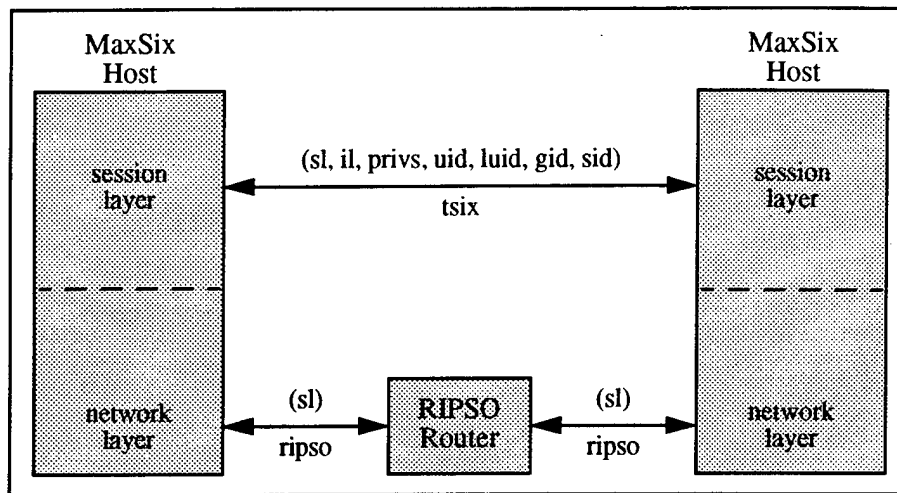 MaxSix
Host
MaxSix
Host
session
layer
(sl, il, privs, uid, luid, gid, sid)
tsix
session
layer
network
layer
(sl)
ripso
RIPSO
Router
(sl)
ripso
network
layer